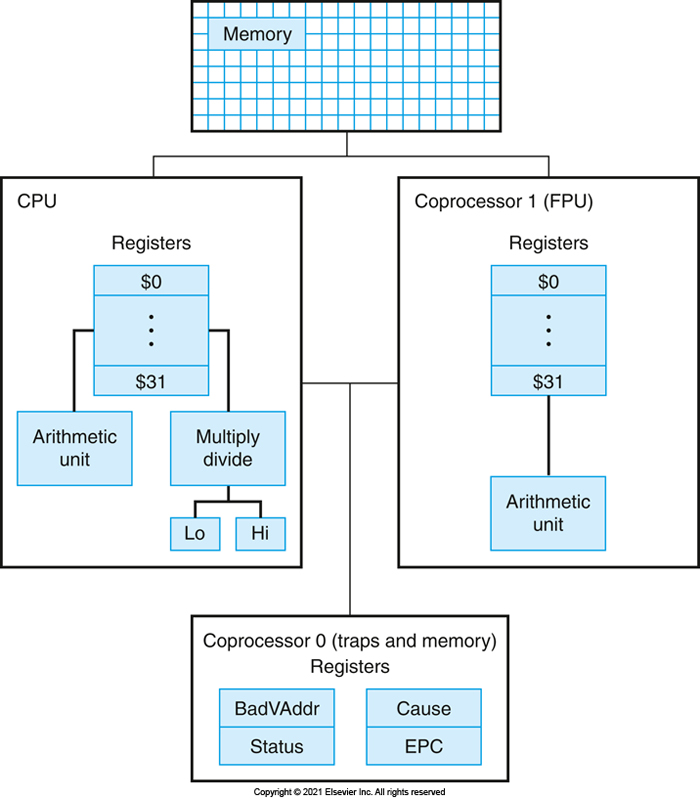 Memory
CPU
Registers
$0
$31
Arithmetic
unit
Multiply
divide
Lo
Hi
Coprocessor 1 (FPU)
Registers
$0
$31
Arithmetic
unit
Coprocessor 0 (traps and memory)
Registers
BadVAddr
Cause
Status
EPC
Copyright © 2021 Elsevier Inc. All rights reserved